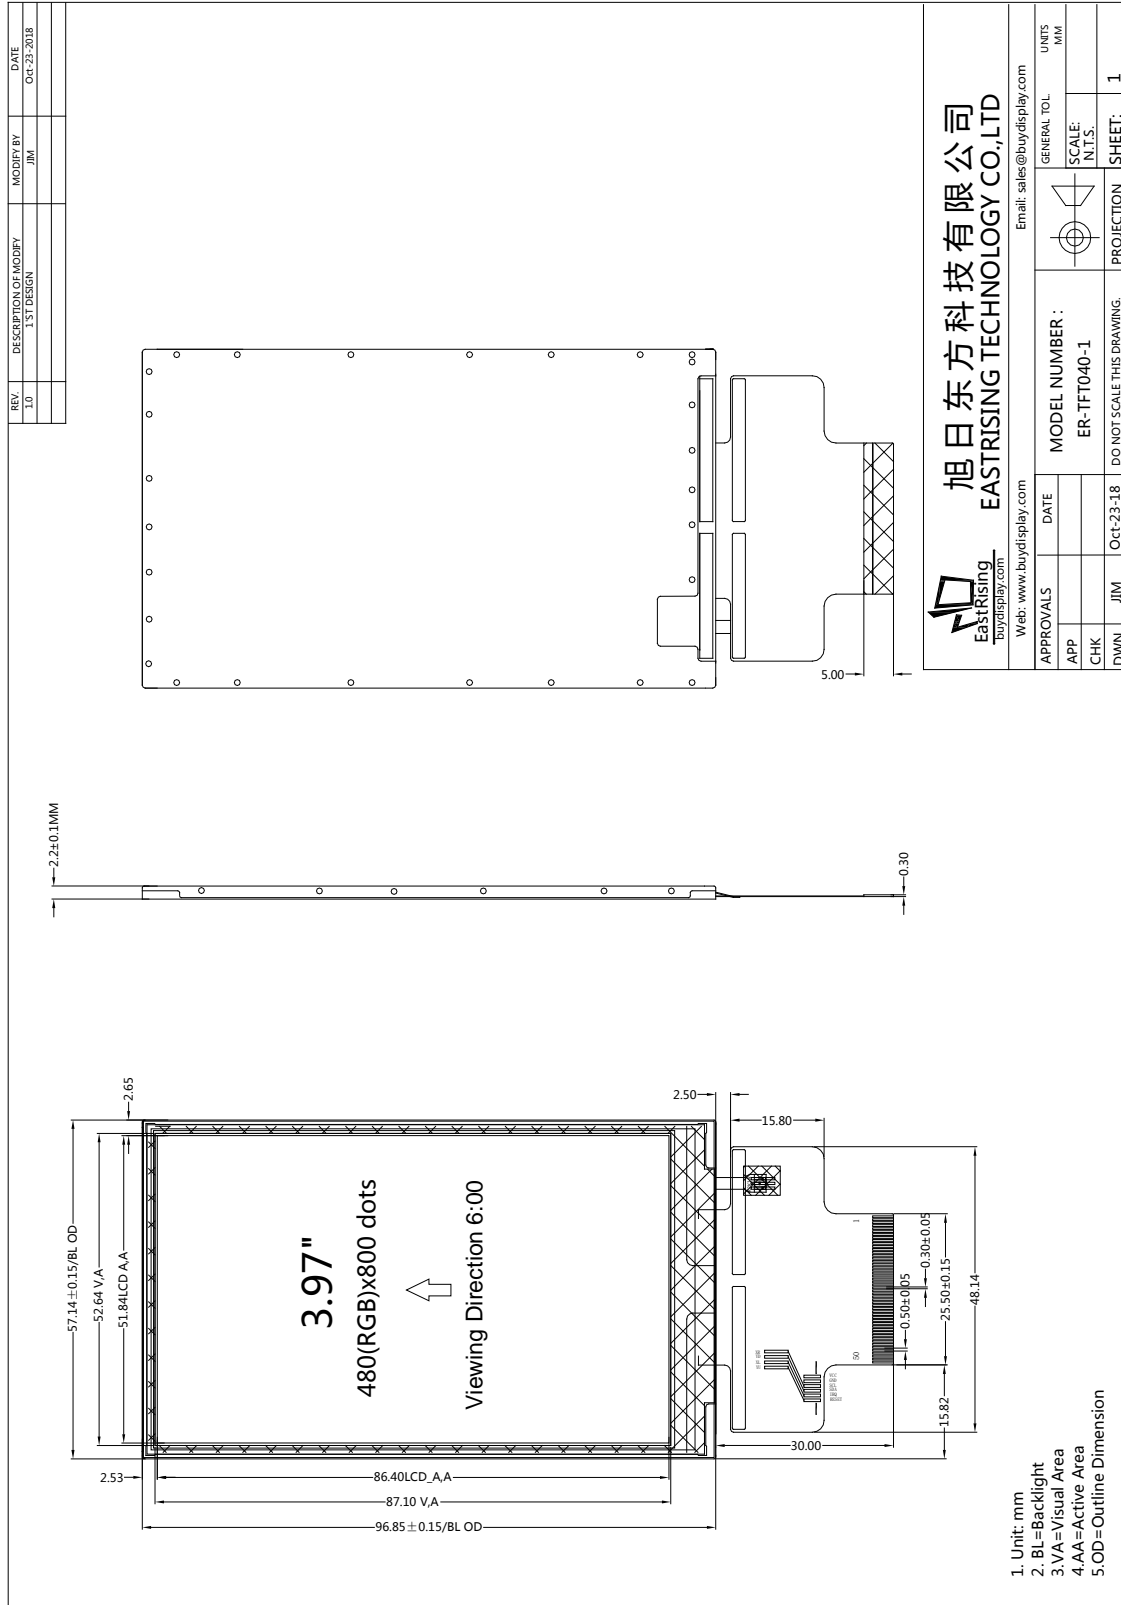 REV.
DESCRIPTION OF MODIFY
MODIFY BY
DATE
1.0
1'ST DESIGN
JIM
Oct-23-2018
57.14±0.15/BL OD
52.64 V,A
51.84LCD A,A
2.65
2.2±0.1MM
2.53
3.97"
480(RGB)x800 dots
Viewing Direction 6:00
86.40LCD_A,A
87.10 V,A
96.85±0.15/BL OD
2.50
15.80
30.00
1
50
VCC
GND
SCL
SDA
IRQ
RESET
0.50±0.05
0.30±0.05
25.50±0.15
15.82
48.14
0.30
5.00
1. Unit: mm
2. BL=Backlight
3.VA=Visual Area
4.AA=Active Area
5.OD=Outline Dimension
EastRising
buydisplay.com
旭日东方科技有限公司
EASTRISING TECHNOLOGY CO.,LTD
Web: www.buydisplay.com
Email: sales@buydisplay.com
APPROVALS
DATE
MODEL NUMBER :
ER-TFT040-1
GENERAL TOL.
UNITS
MM
APP
SCALE:
N.T.S.
CHK
DWN
JIM
Oct-23-18
DO NOT SCALE THIS DRAWING.
PROJECTION
SHEET:
1